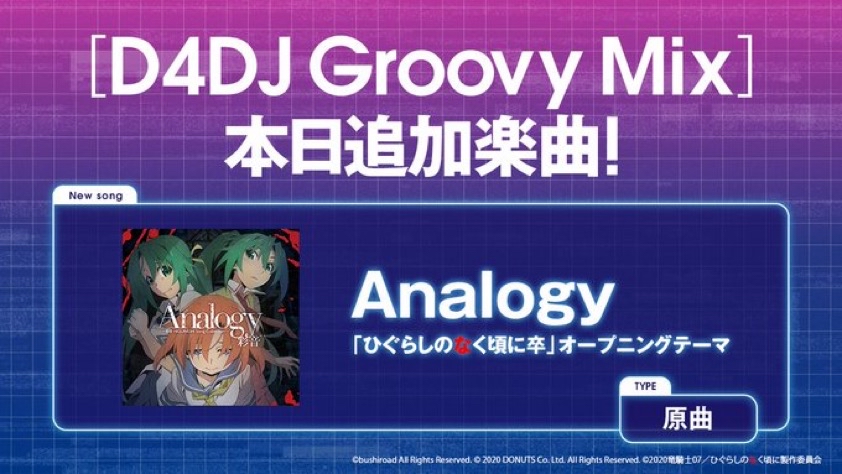 [D4DJ Groovy Mix]
本日追加楽曲!
New song
Analogy
彩音
Analogy
「ひぐらしのなく頃に卒」オープニングテーマ
TYPE
原曲
©bushiroad All Rights Reserved. © 2020 DONUTS Co. Ltd. All Rights Reserved. ©2020竜騎士07／ひぐらしのなく頃に製作委員会